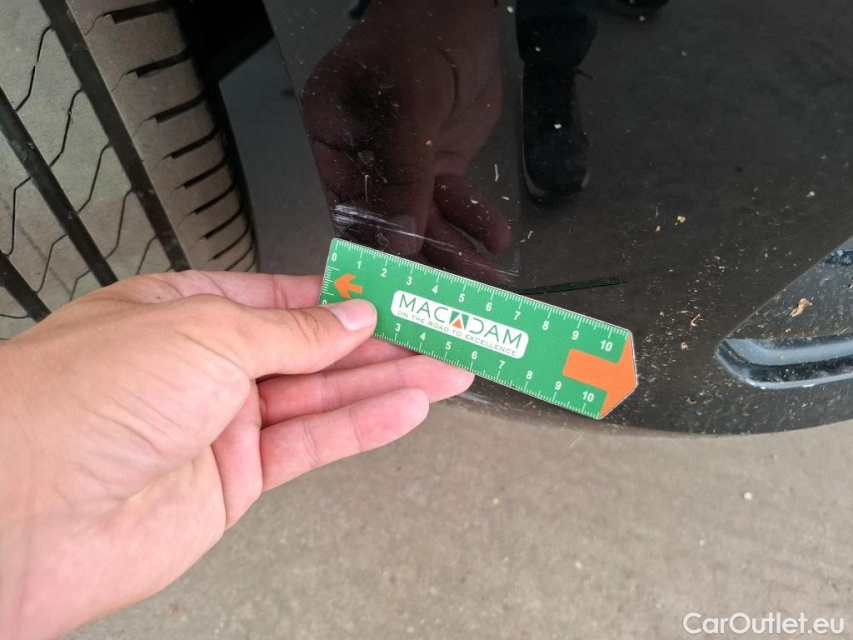 0 1 2 3 4 5 6 7 8 9 10
MACADAM
ON THE ROAD TO EXCELLENCE
3 4 5 6 7 8 9 10
CarOutlet.eu